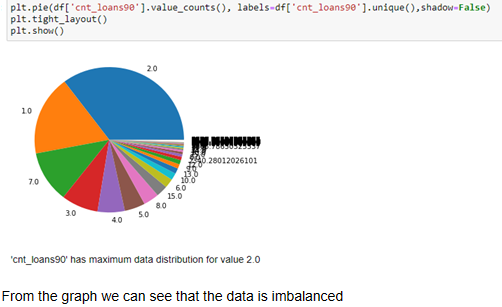 plt.pie(df['cnt_loans90'].value_counts(), labels=df['cnt_loans90'].unique(),shadow=False)
plt.tight_layout()
plt.show()
2.0
1.0
7.0
3.0
4.0
5.0
8.0
15.0
6.0
10.0
13.0
'cnt_loans90' has maximum data distribution for value 2.0
From the graph we can see that the data is imbalanced